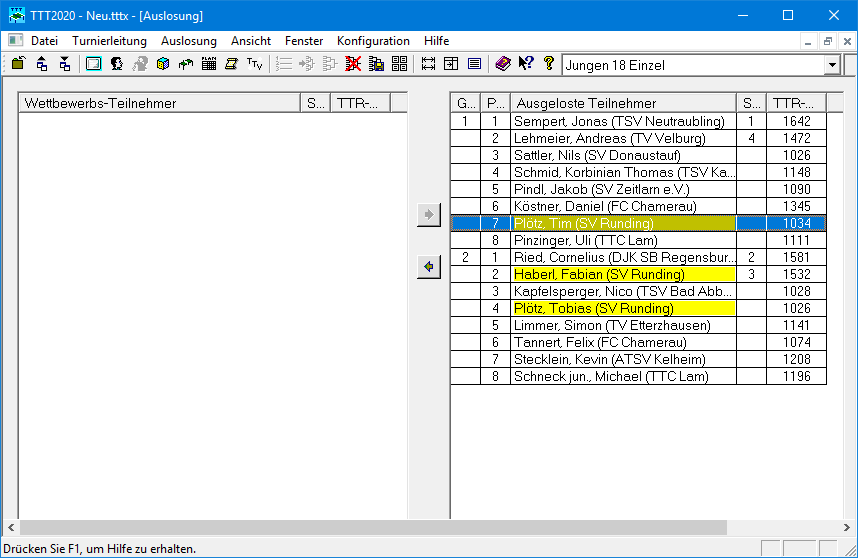 TTT2020 - Neu.tttx - [Auslosung]
Datei Turnierleitung Auslosung Ansicht Fenster Konfiguration Hilfe
Jungen 18 Einzel
Wettbewerbs-Teilnehmer S... TTR-...
G... P... Ausgeloste Teilnehmer S... TTR-...
1 1 Sempert, Jonas (TSV Neutraubling) 1 1642
2 Lehmeier, Andreas (TV Velburg) 4 1472
3 Sattler, Nils (SV Donaustauf) 1026
4 Schmid, Korbinian Thomas (TSV Ka... 1148
5 Pindl, Jakob (SV Zeitlarn e.V.) 1090
6 Köstner, Daniel (FC Chamerau) 1345
7 Plötz, Tim (SV Runding) 1034
8 Pinzinger, Uli (TTC Lam) 1111
2 1 Ried, Cornelius (DJK SB Regensbur... 2 1581
2 Haberl, Fabian (SV Runding) 3 1532
3 Kapfelsperger, Nico (TSV Bad Abb... 1028
4 Plötz, Tobias (SV Runding) 1026
5 Limmer, Simon (TV Etterzhausen) 1141
6 Tannert, Felix (FC Chamerau) 1074
7 Stecklein, Kevin (ATSV Kelheim) 1208
8 Schneck jun., Michael (TTC Lam) 1196
Drücken Sie F1, um Hilfe zu erhalten.